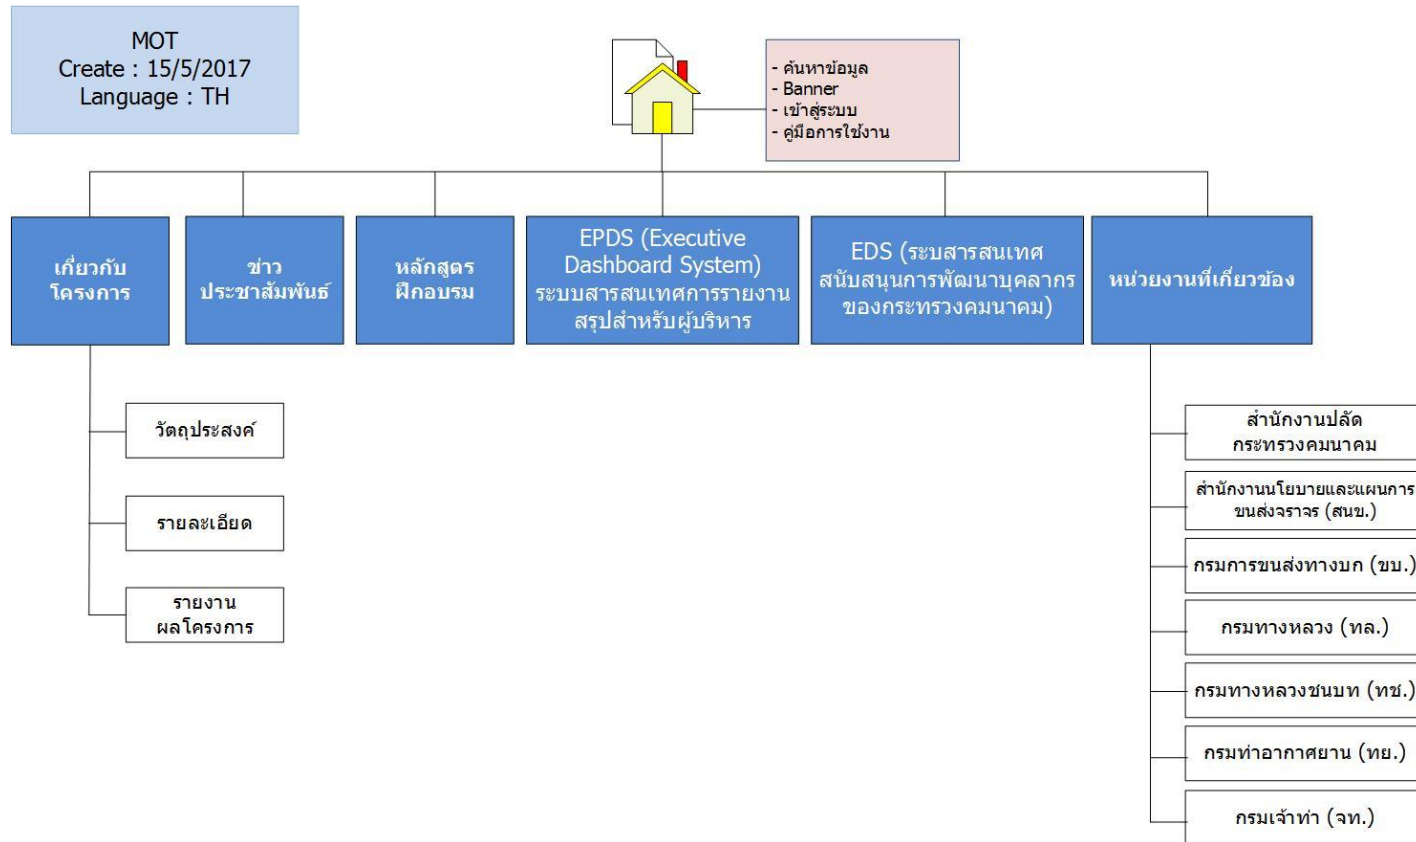 MOT
Create : 15/5/2017
Language : TH
- ค้นหาข้อมูล
- Banner
- เข้าสู่ระบบ
- คู่มือการใช้งาน
เกี่ยวกับ
โครงการ
ข่าว
ประชาสัมพันธ์
หลักสูตร
ฝึกอบรม
EPDS (Executive
Dashboard System)
ระบบสารสนเทศการรายงาน
สรุปสำหรับผู้บริหาร
EDS (ระบบสารสนเทศ
สนับสนุนการพัฒนาบุคลากร
ของกระทรวงคมนาคม)
หน่วยงานที่เกี่ยวข้อง
วัตถุประสงค์
รายละเอียด
รายงาน
ผลโครงการ
สำนักงานปลัด
กระทรวงคมนาคม
สำนักงานนโยบายและแผนการ
ขนส่งจราจร (สนข.)
กรมการขนส่งทางบก (ขบ.)
กรมทางหลวง (ทล.)
กรมทางหลวงชนบท (ทช.)
กรมท่าอากาศยาน (ทย.)
กรมเจ้าท่า (จท.)